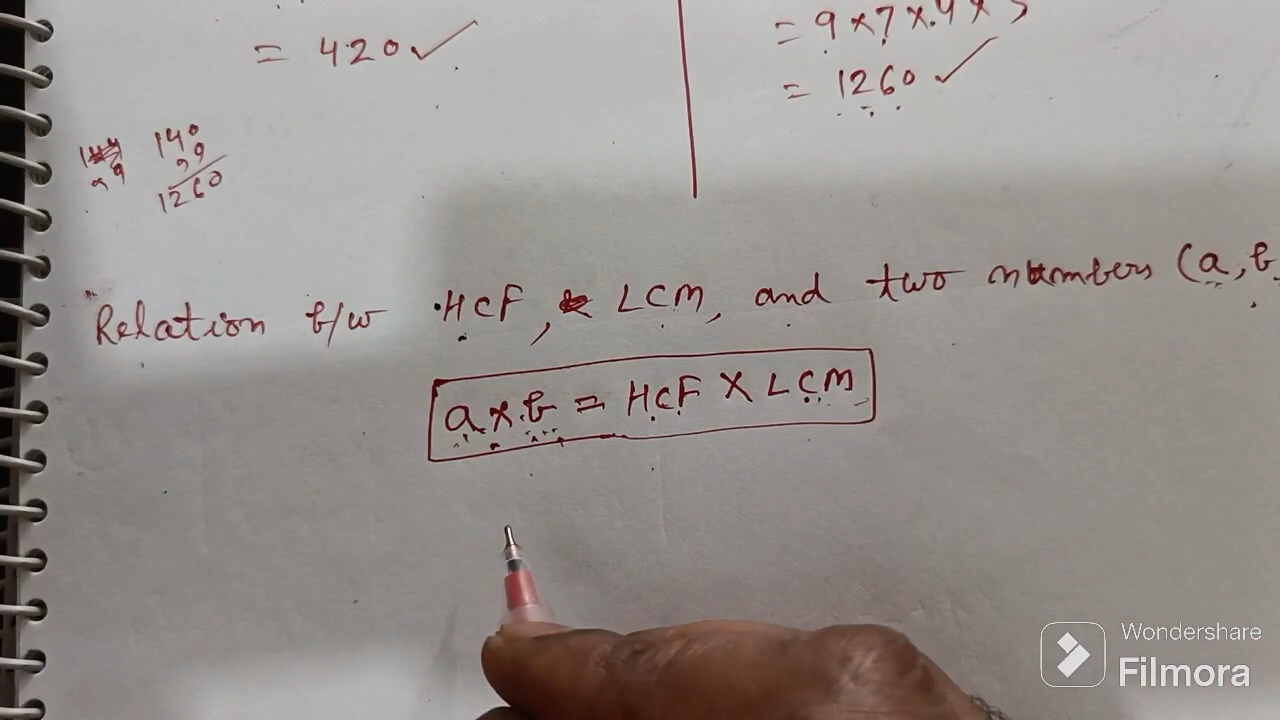 = 420 ✓
= 9 x 7 x 4 x 5
= 1260 ✓
140
x 9
1260
Relation b/w HCF, LCM, and two numbers (a, b
a x b = HCF X LCM
Wondershare
Filmora